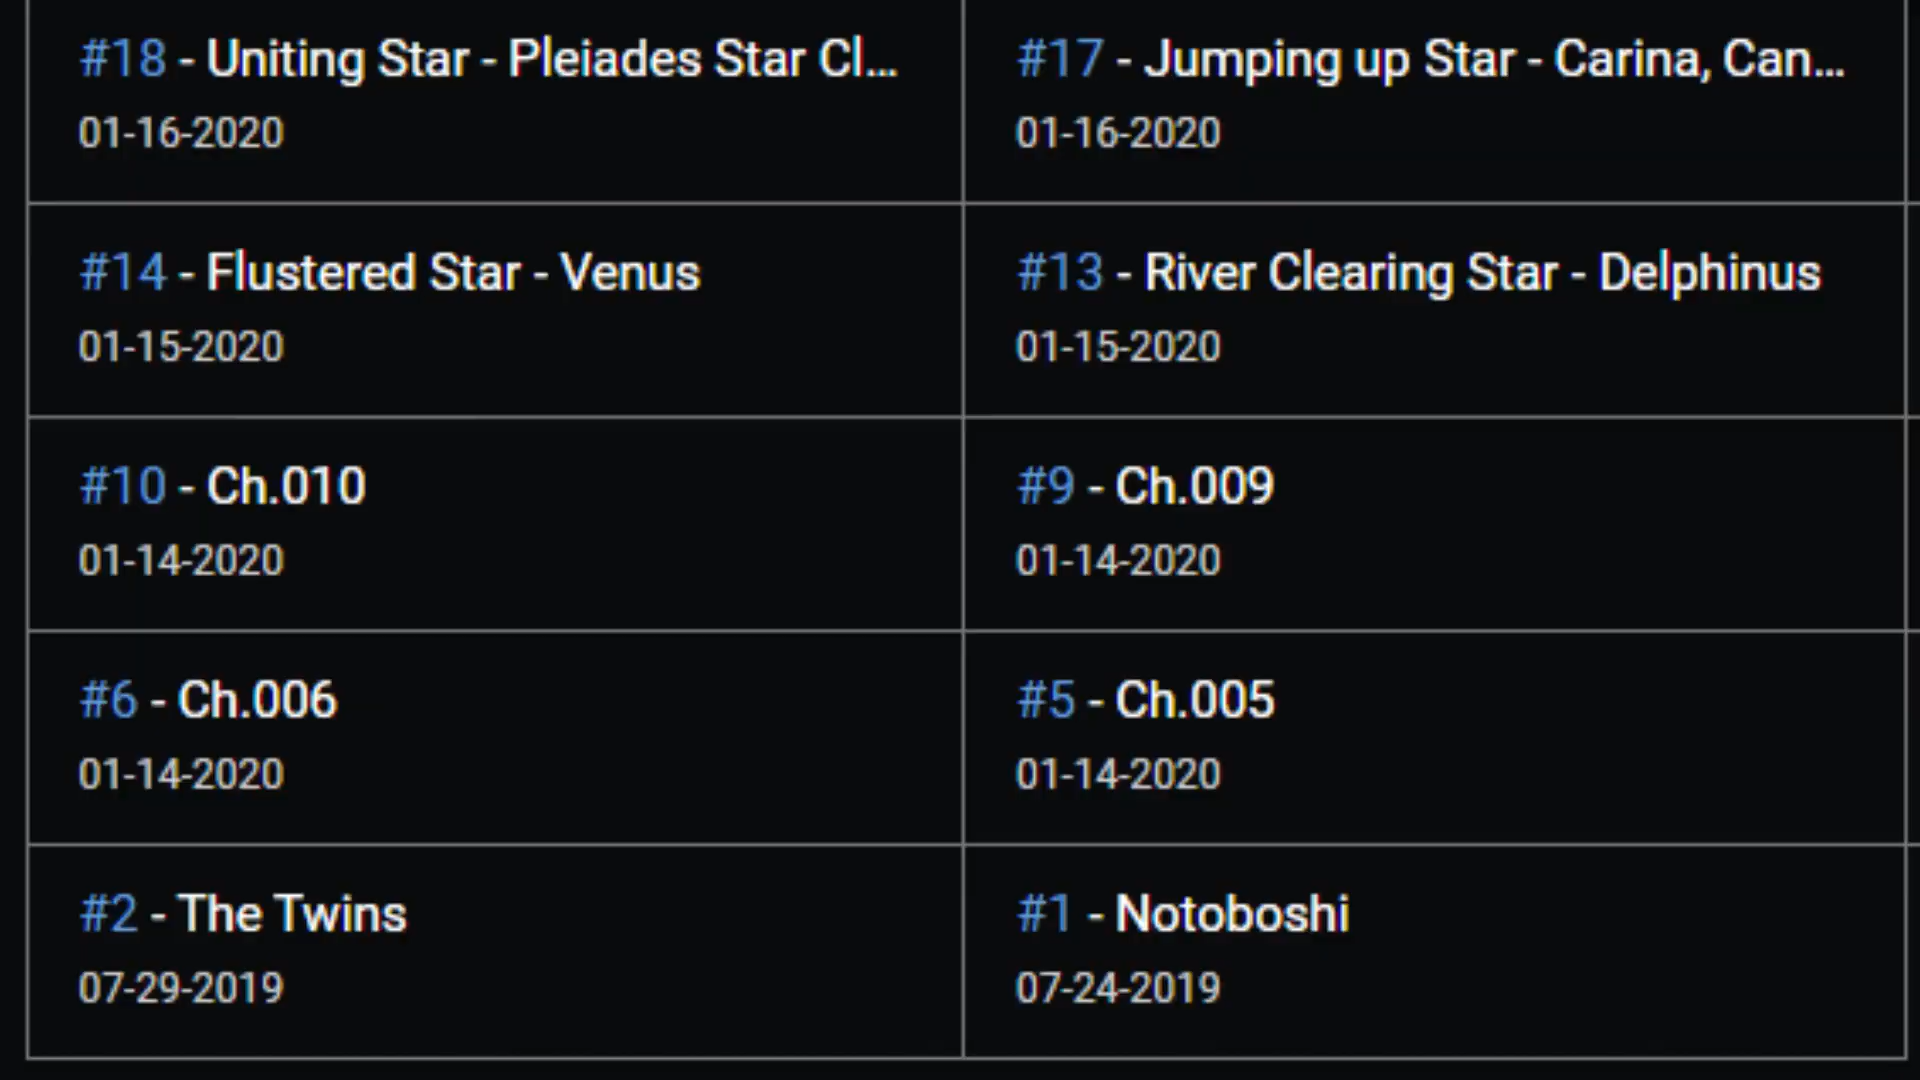 #18 - Uniting Star - Pleiades Star Cl...
01-16-2020
#17 - Jumping up Star - Carina, Can...
01-16-2020
#14 - Flustered Star - Venus
01-15-2020
#13 - River Clearing Star - Delphinus
01-15-2020
#10 - Ch.010
01-14-2020
#9 - Ch.009
01-14-2020
#6 - Ch.006
01-14-2020
#5 - Ch.005
01-14-2020
#2 - The Twins
07-29-2019
#1 - Notoboshi
07-24-2019